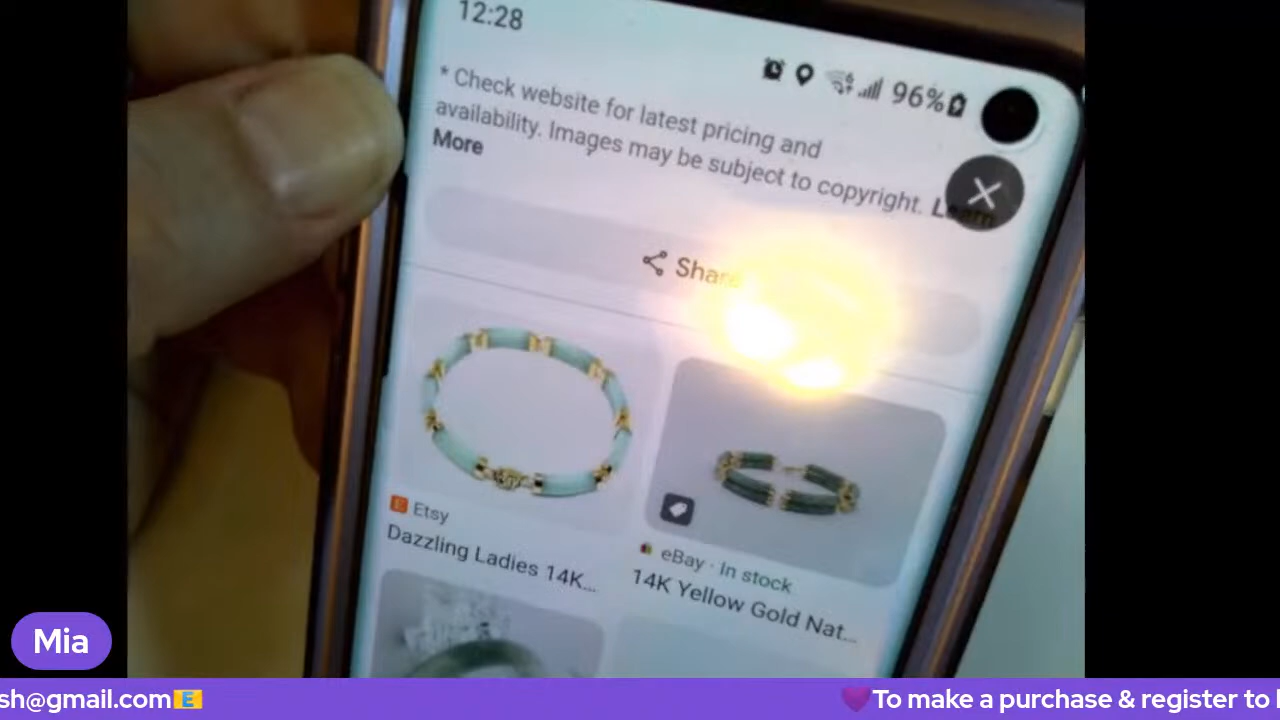 12:28
96%
* Check website for latest pricing and
availability. Images may be subject to copyright. Learn
More
Share
Etsy
Dazzling Ladies 14K...
eBay · In stock
14K Yellow Gold Nat...
Mia
sh@gmail.com
To make a purchase & register to